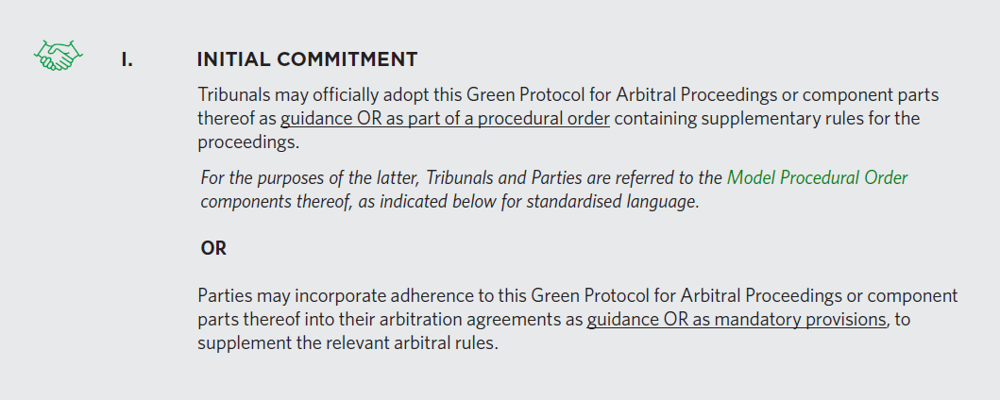 I. INITIAL COMMITMENT
Tribunals may officially adopt this Green Protocol for Arbitral Proceedings or component parts
thereof as guidance OR as part of a procedural order containing supplementary rules for the
proceedings.
For the purposes of the latter, Tribunals and Parties are referred to the Model Procedural Order
components thereof, as indicated below for standardised language.
OR
Parties may incorporate adherence to this Green Protocol for Arbitral Proceedings or component
parts thereof into their arbitration agreements as guidance OR as mandatory provisions, to
supplement the relevant arbitral rules.